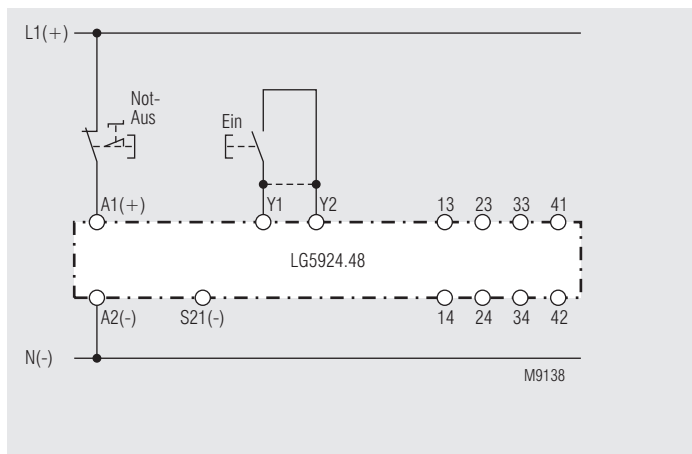 L1(+)
Not-
Aus
Ein
A1(+)
Y1
Y2
13
23
33
41
LG5924.48
A2(-)
S21(-)
14
24
34
42
N(-)
M9138